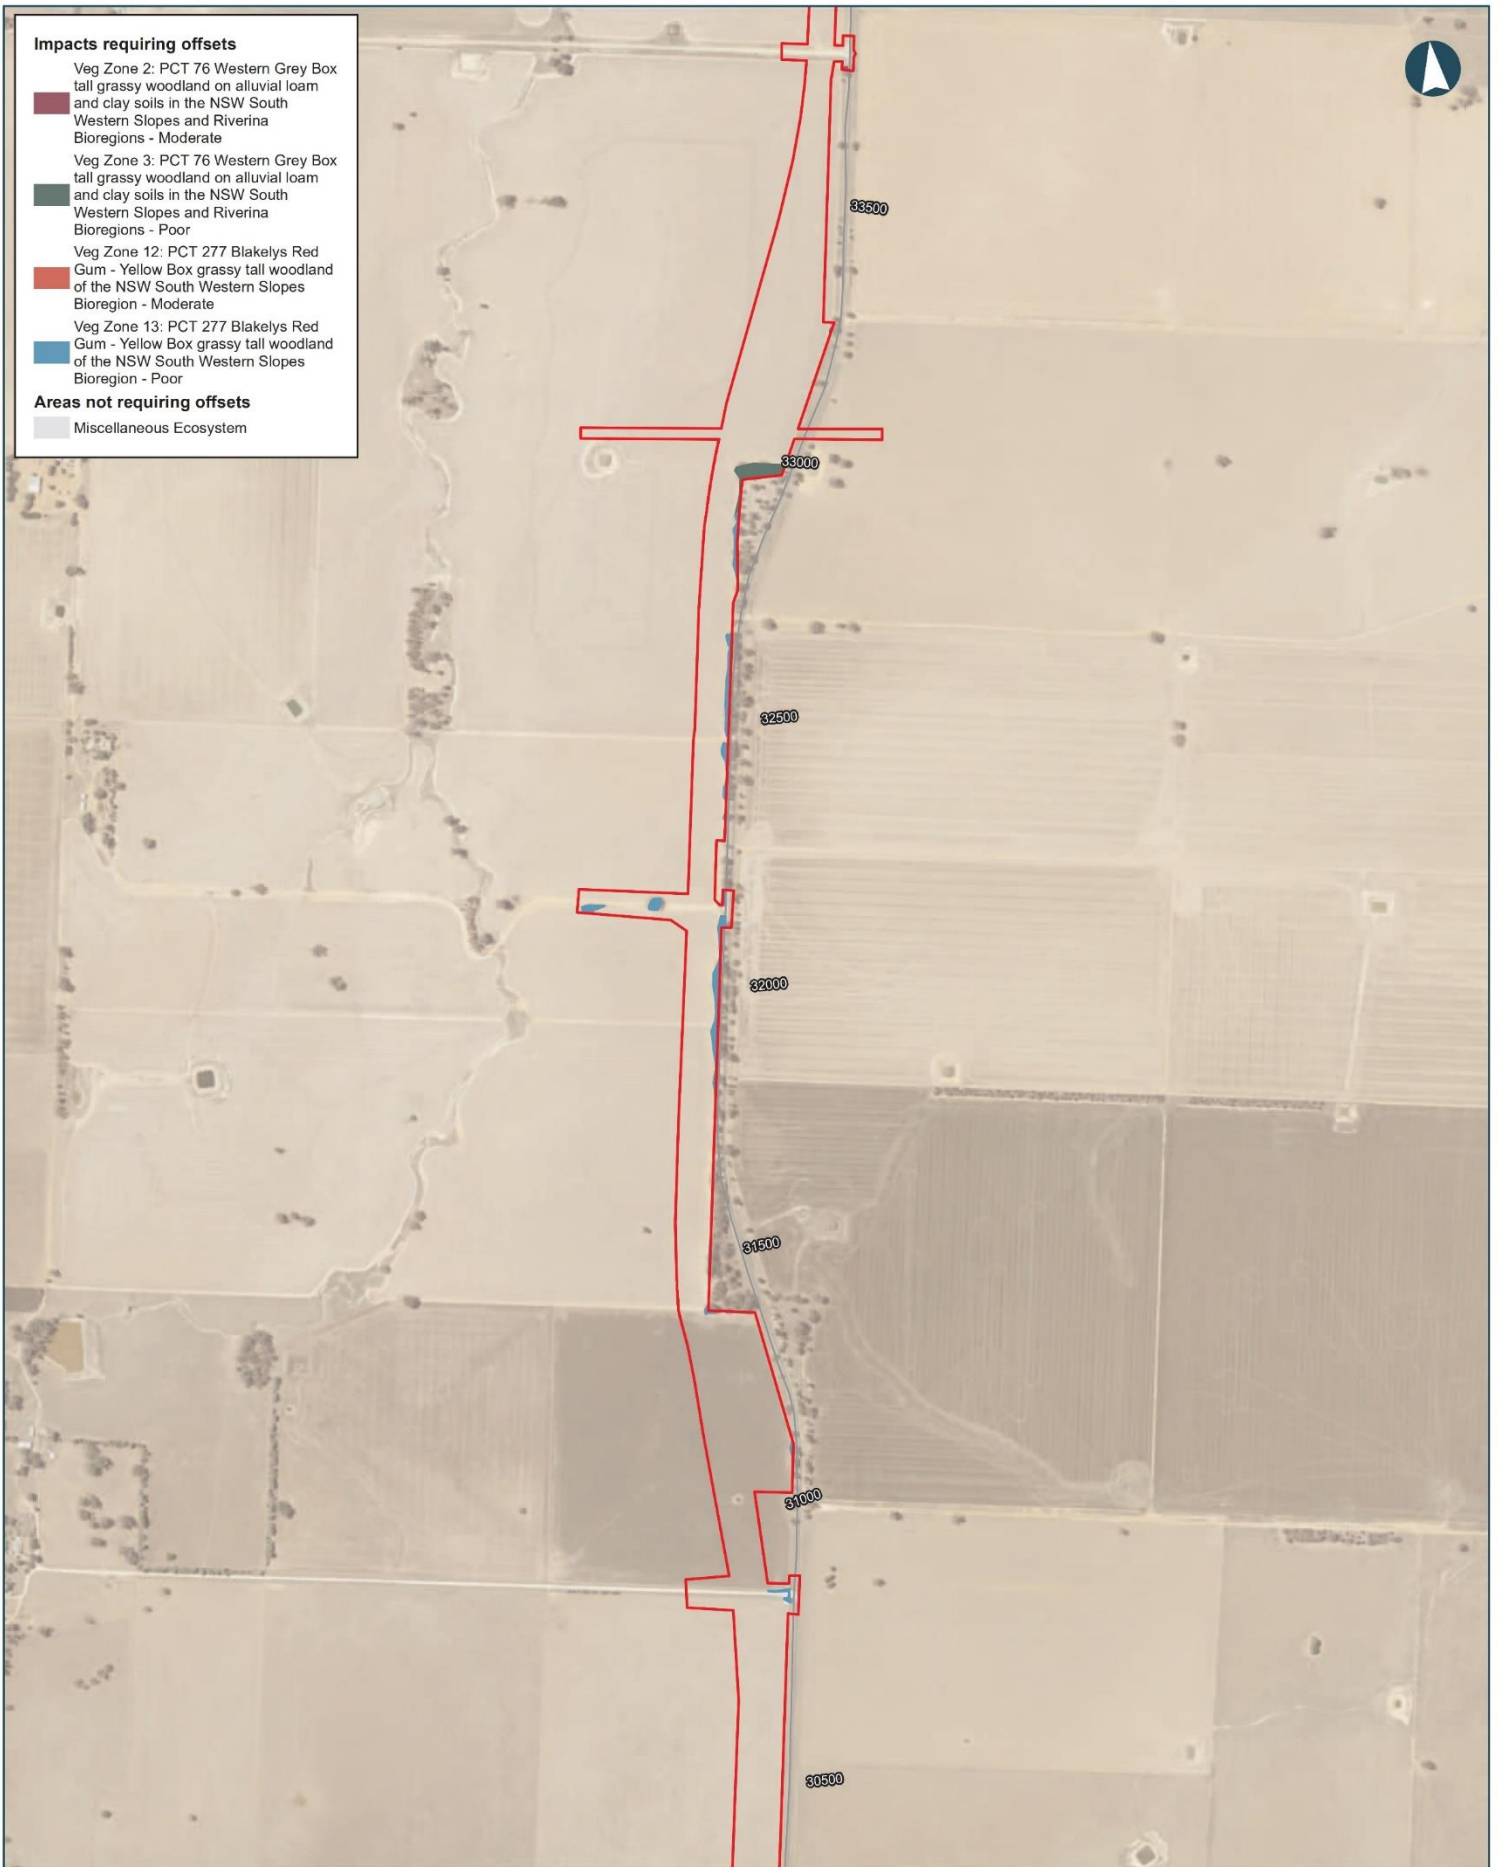 Impacts requiring offsets
Veg Zone 2: PCT 76 Western Grey Box
tall grassy woodland on alluvial loam
and clay soils in the NSW South
Western Slopes and Riverina
Bioregions - Moderate
Veg Zone 3: PCT 76 Western Grey Box
tall grassy woodland on alluvial loam
and clay soils in the NSW South
Western Slopes and Riverina
Bioregions - Poor
Veg Zone 12: PCT 277 Blakelys Red
Gum - Yellow Box grassy tall woodland
of the NSW South Western Slopes
Bioregion - Moderate
Veg Zone 13: PCT 277 Blakelys Red
Gum - Yellow Box grassy tall woodland
of the NSW South Western Slopes
Bioregion - Poor
Areas not requiring offsets
Miscellaneous Ecosystem
33500
33000
32500
32000
31500
31000
30500